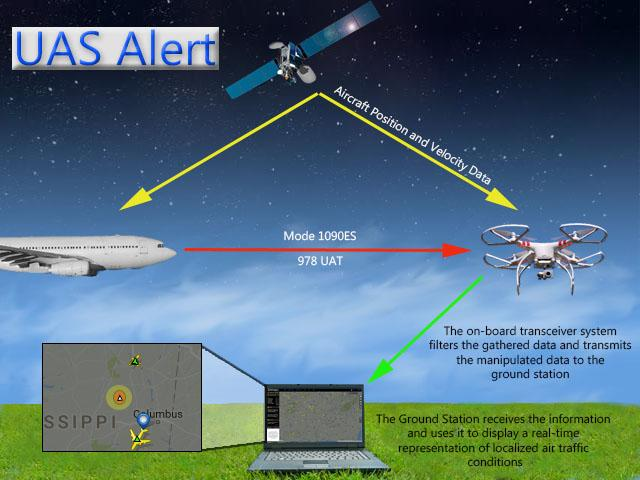 UAS Alert
Aircraft Position and Velocity Data
Mode 1090ES
978 UAT
The on-board transceiver system
filters the gathered data and transmits
the manipulated data to the
ground station
SSIPPI
Columbus
The Ground Station receives the information
and uses it to display a real-time
representation of localized air traffic
conditions